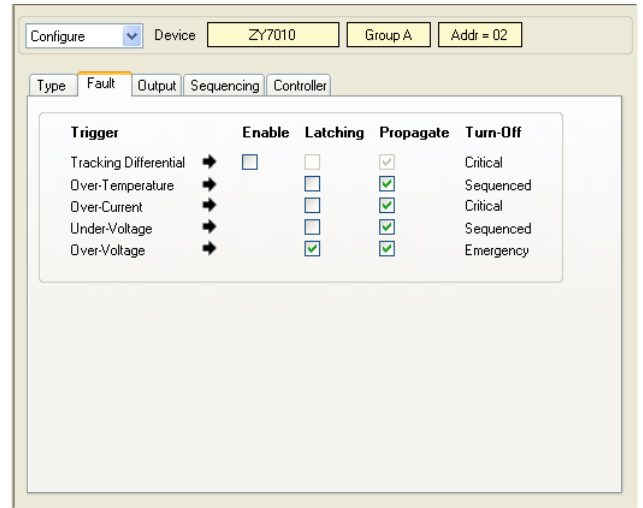 Configure Device ZY7010 Group A Addr = 02
Type Fault Output Sequencing Controller
Trigger Enable Latching Propagate Turn-Off
Tracking Differential Critical
Over-Temperature Sequenced
Over-Current Critical
Under-Voltage Sequenced
Over-Voltage Emergency